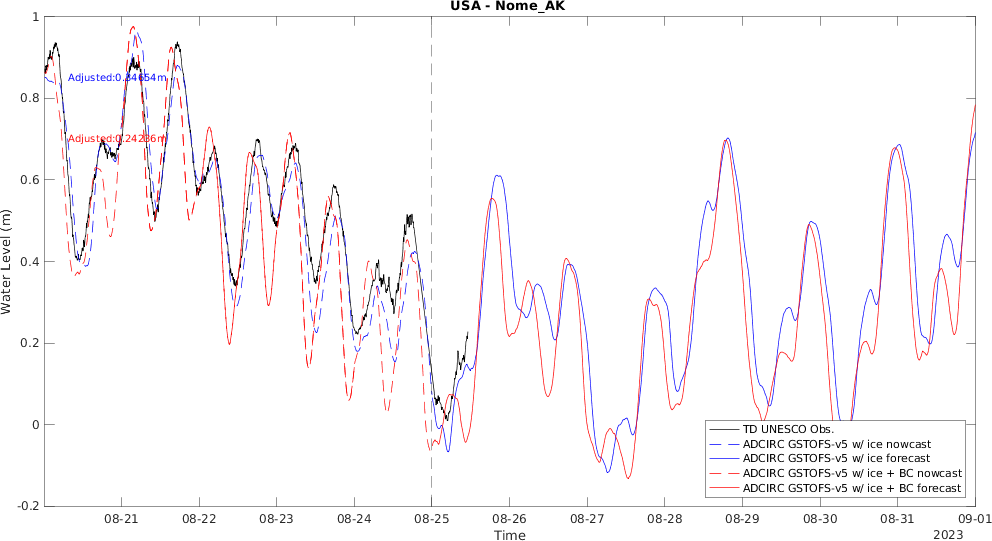 USA - Nome_AK
1
0.8
0.6
0.4
0.2
0
-0.2
Water Level (m)
Adjusted:0.34654m
Adjusted:0.24236m
TD UNESCO Obs.
ADCIRC GSTOFS-v5 w/ ice nowcast
ADCIRC GSTOFS-v5 w/ ice forecast
ADCIRC GSTOFS-v5 w/ ice + BC nowcast
ADCIRC GSTOFS-v5 w/ ice + BC forecast
08-21 08-22 08-23 08-24 08-25 08-26 08-27 08-28 08-29 08-30 08-31 09-01
Time
2023